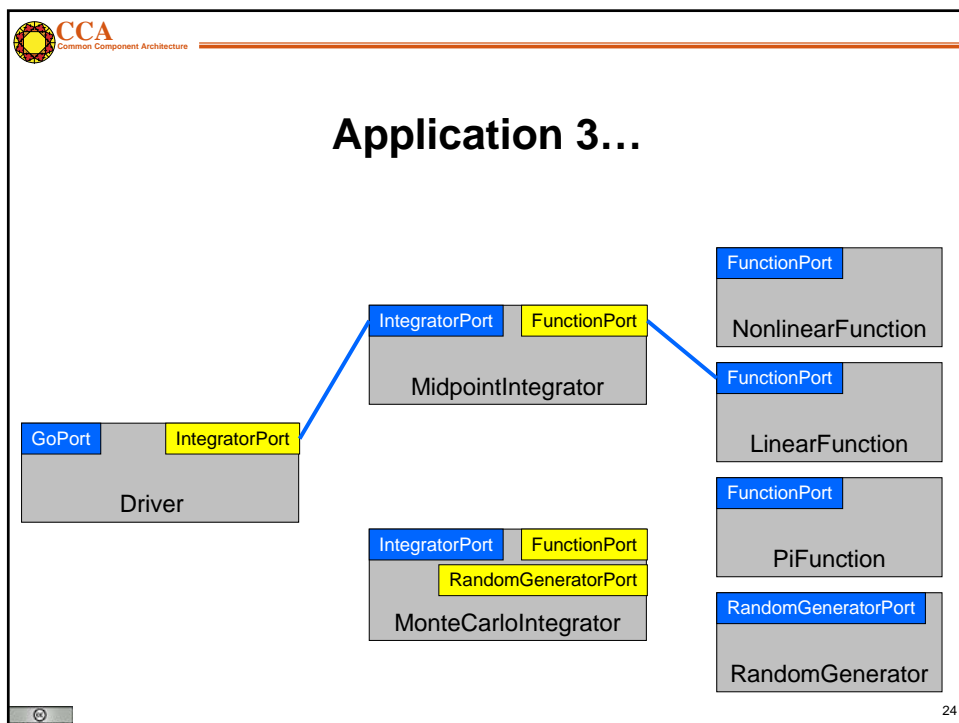 CCA
Common Component Architecture
Application 3…
FunctionPort
NonlinearFunction
IntegratorPort FunctionPort
MidpointIntegrator
FunctionPort
LinearFunction
GoPort IntegratorPort
Driver
FunctionPort
PiFunction
IntegratorPort FunctionPort
RandomGeneratorPort
MonteCarloIntegrator
RandomGeneratorPort
RandomGenerator
24